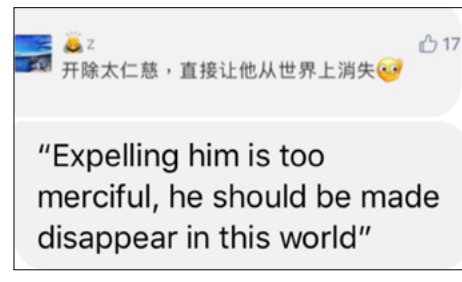 z
17
开除太仁慈，直接让他从世界上消失
“Expelling him is too
merciful, he should be made
disappear in this world”